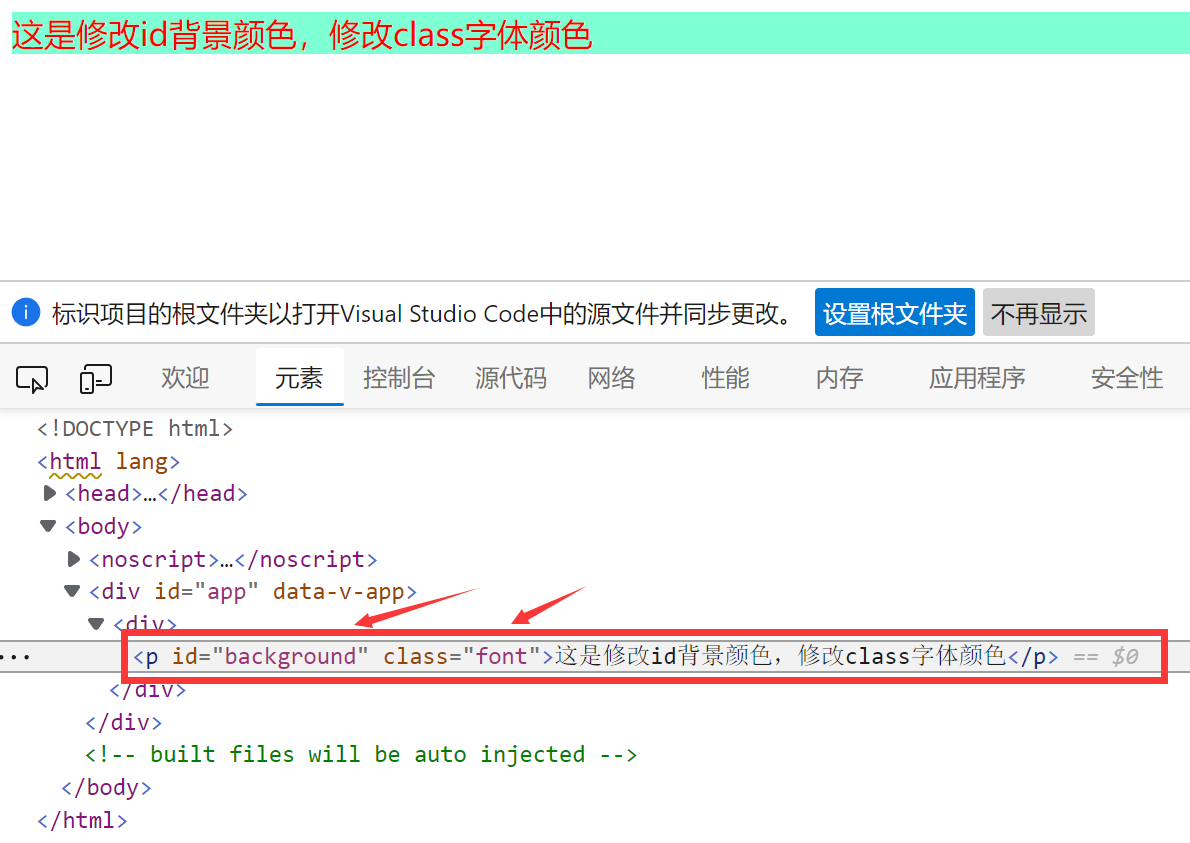 这是修改id背景颜色，修改class字体颜色
标识项目的根文件夹以打开Visual Studio Code中的源文件并同步更改。 设置根文件夹 不再显示
欢迎 元素 控制台 源代码 网络 性能 内存 应用程序 安全性
<!DOCTYPE html>
<html lang>
<head>…</head>
<body>
<noscript>…</noscript>
<div id="app" data-v-app>
<div>
<p id="background" class="font">这是修改id背景颜色，修改class字体颜色</p> == $0
</div>
</div>
<!-- built files will be auto injected -->
</body>
</html>